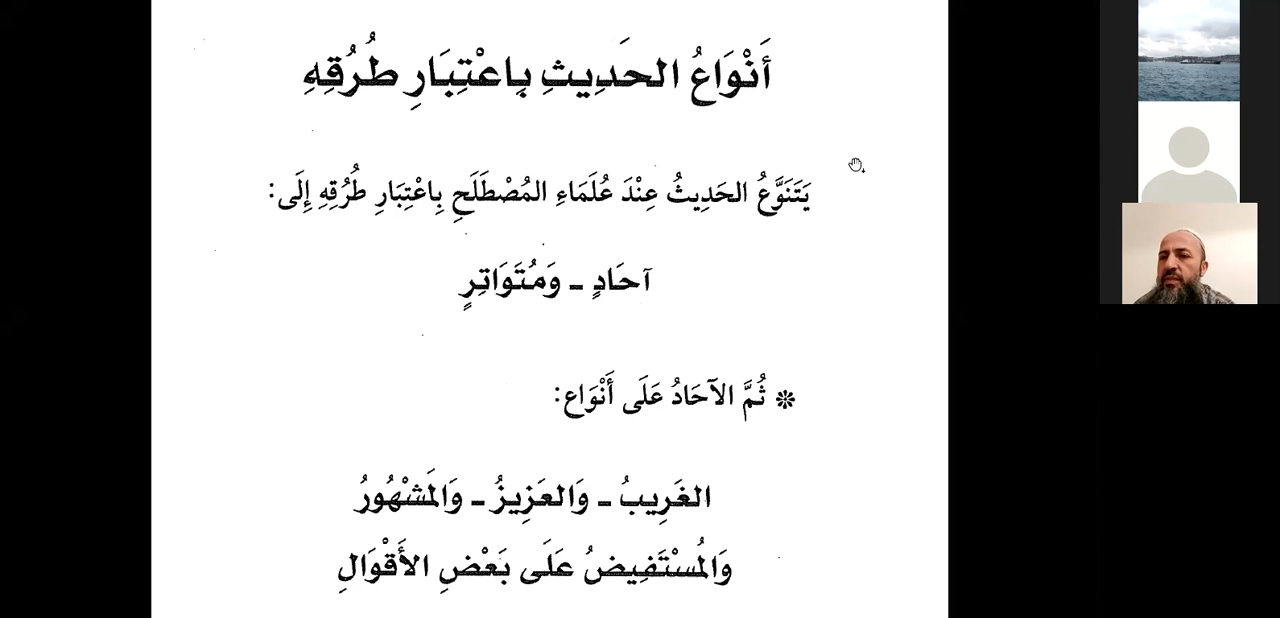 أَنْوَاعُ الحَدِيثِ بِاعْتِبَارِ طُرُقِهِ
يَتَنَوَّعُ الحَدِيثُ عِنْدَ عُلَمَاءِ المُصْطَلَحِ بِاعْتِبَارِ طُرُقِهِ إِلَى:
آحَادٍ - وَمُتَوَاتِرٍ
* ثُمَّ الآحَادُ عَلَى أَنْوَاعٍ:
الغَرِيبُ - وَالعَزِيزُ - وَالمَشْهُورُ
وَالمُسْتَفِيضُ عَلَى بَعْضِ الأَقْوَالِ